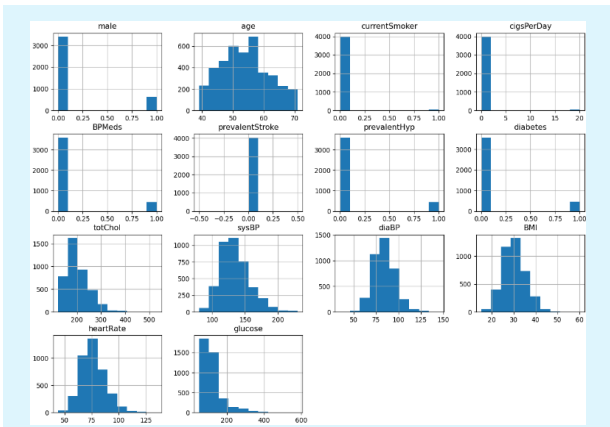 male age currentSmoker cigsPerDay
3000 600 4000 4000
2000 400 3000 3000
2000 2000
1000 200 1000 1000
0 0 0 0
0.00 0.25 0.50 0.75 1.00 40 50 60 70 0.00 0.25 0.50 0.75 1.00 0 5 10 15 20
BPMeds prevalentStroke prevalentHyp diabetes
4000
3000 3000 3000 3000
2000 2000 2000 2000
1000 1000 1000 1000
0 0 0 0
0.00 0.25 0.50 0.75 1.00 −0.50 −0.25 0.00 0.25 0.50 0.00 0.25 0.50 0.75 1.00 0.00 0.25 0.50 0.75 1.00
totChol sysBP diaBP BMI
1500 1000 1500
1000 750 1000 1000
500 500 500
500 250
0 0 0 0
200 300 400 500 100 150 200 50 75 100 125 150 20 30 40 50 60
heartRate glucose
1500
1000 1000
500 500
0 0
50 75 100 125 200 400 600